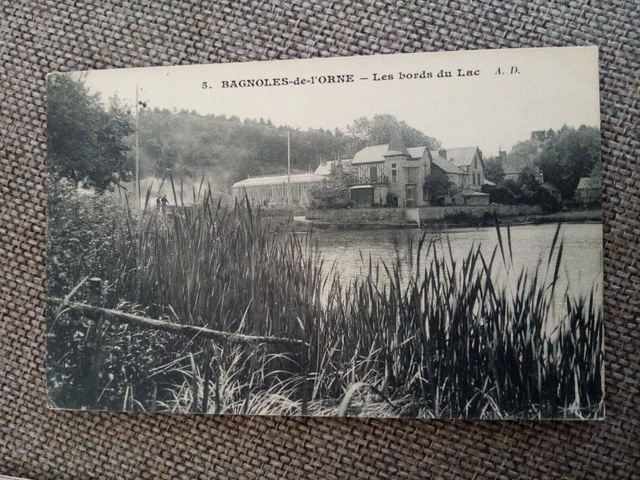 5. BAGNOLES-de-l'ORNE – Les bords du Lac A. D.